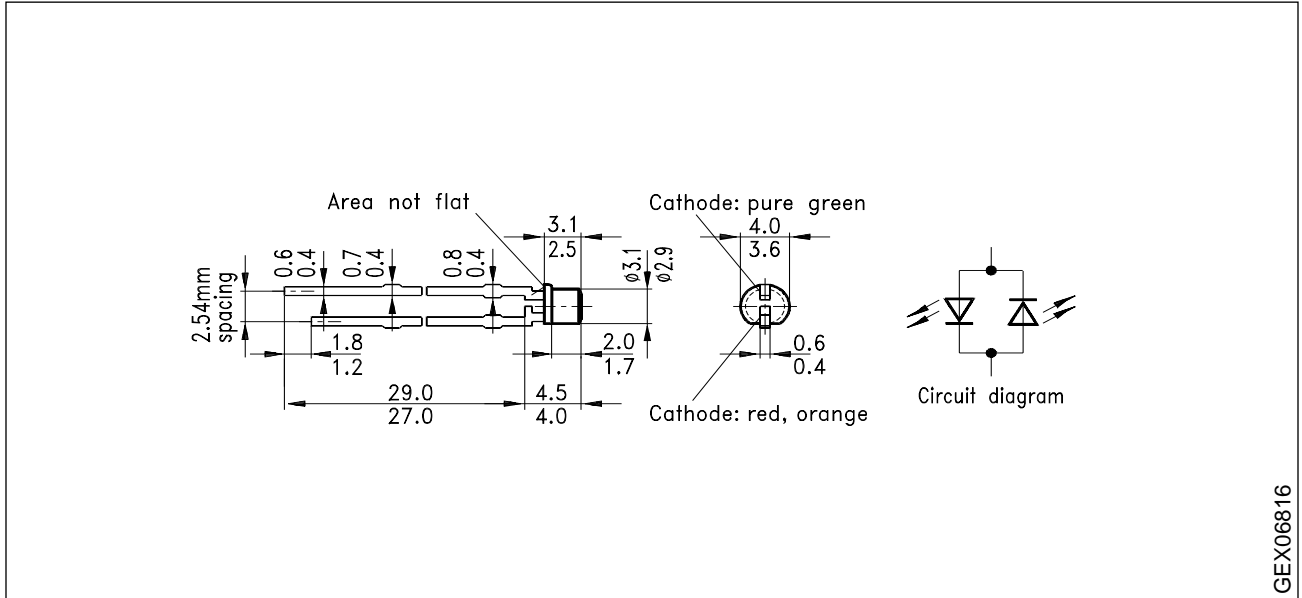 Area not flat
Cathode: pure green
3.1
2.5
4.0
3.6
0.6
0.4
0.7
0.4
0.8
0.4
ø3.1
ø2.9
2.54mm
spacing
1.8
1.2
2.0
1.7
0.6
0.4
29.0
27.0
4.5
4.0
Cathode: red, orange
Circuit diagram
GEX06816